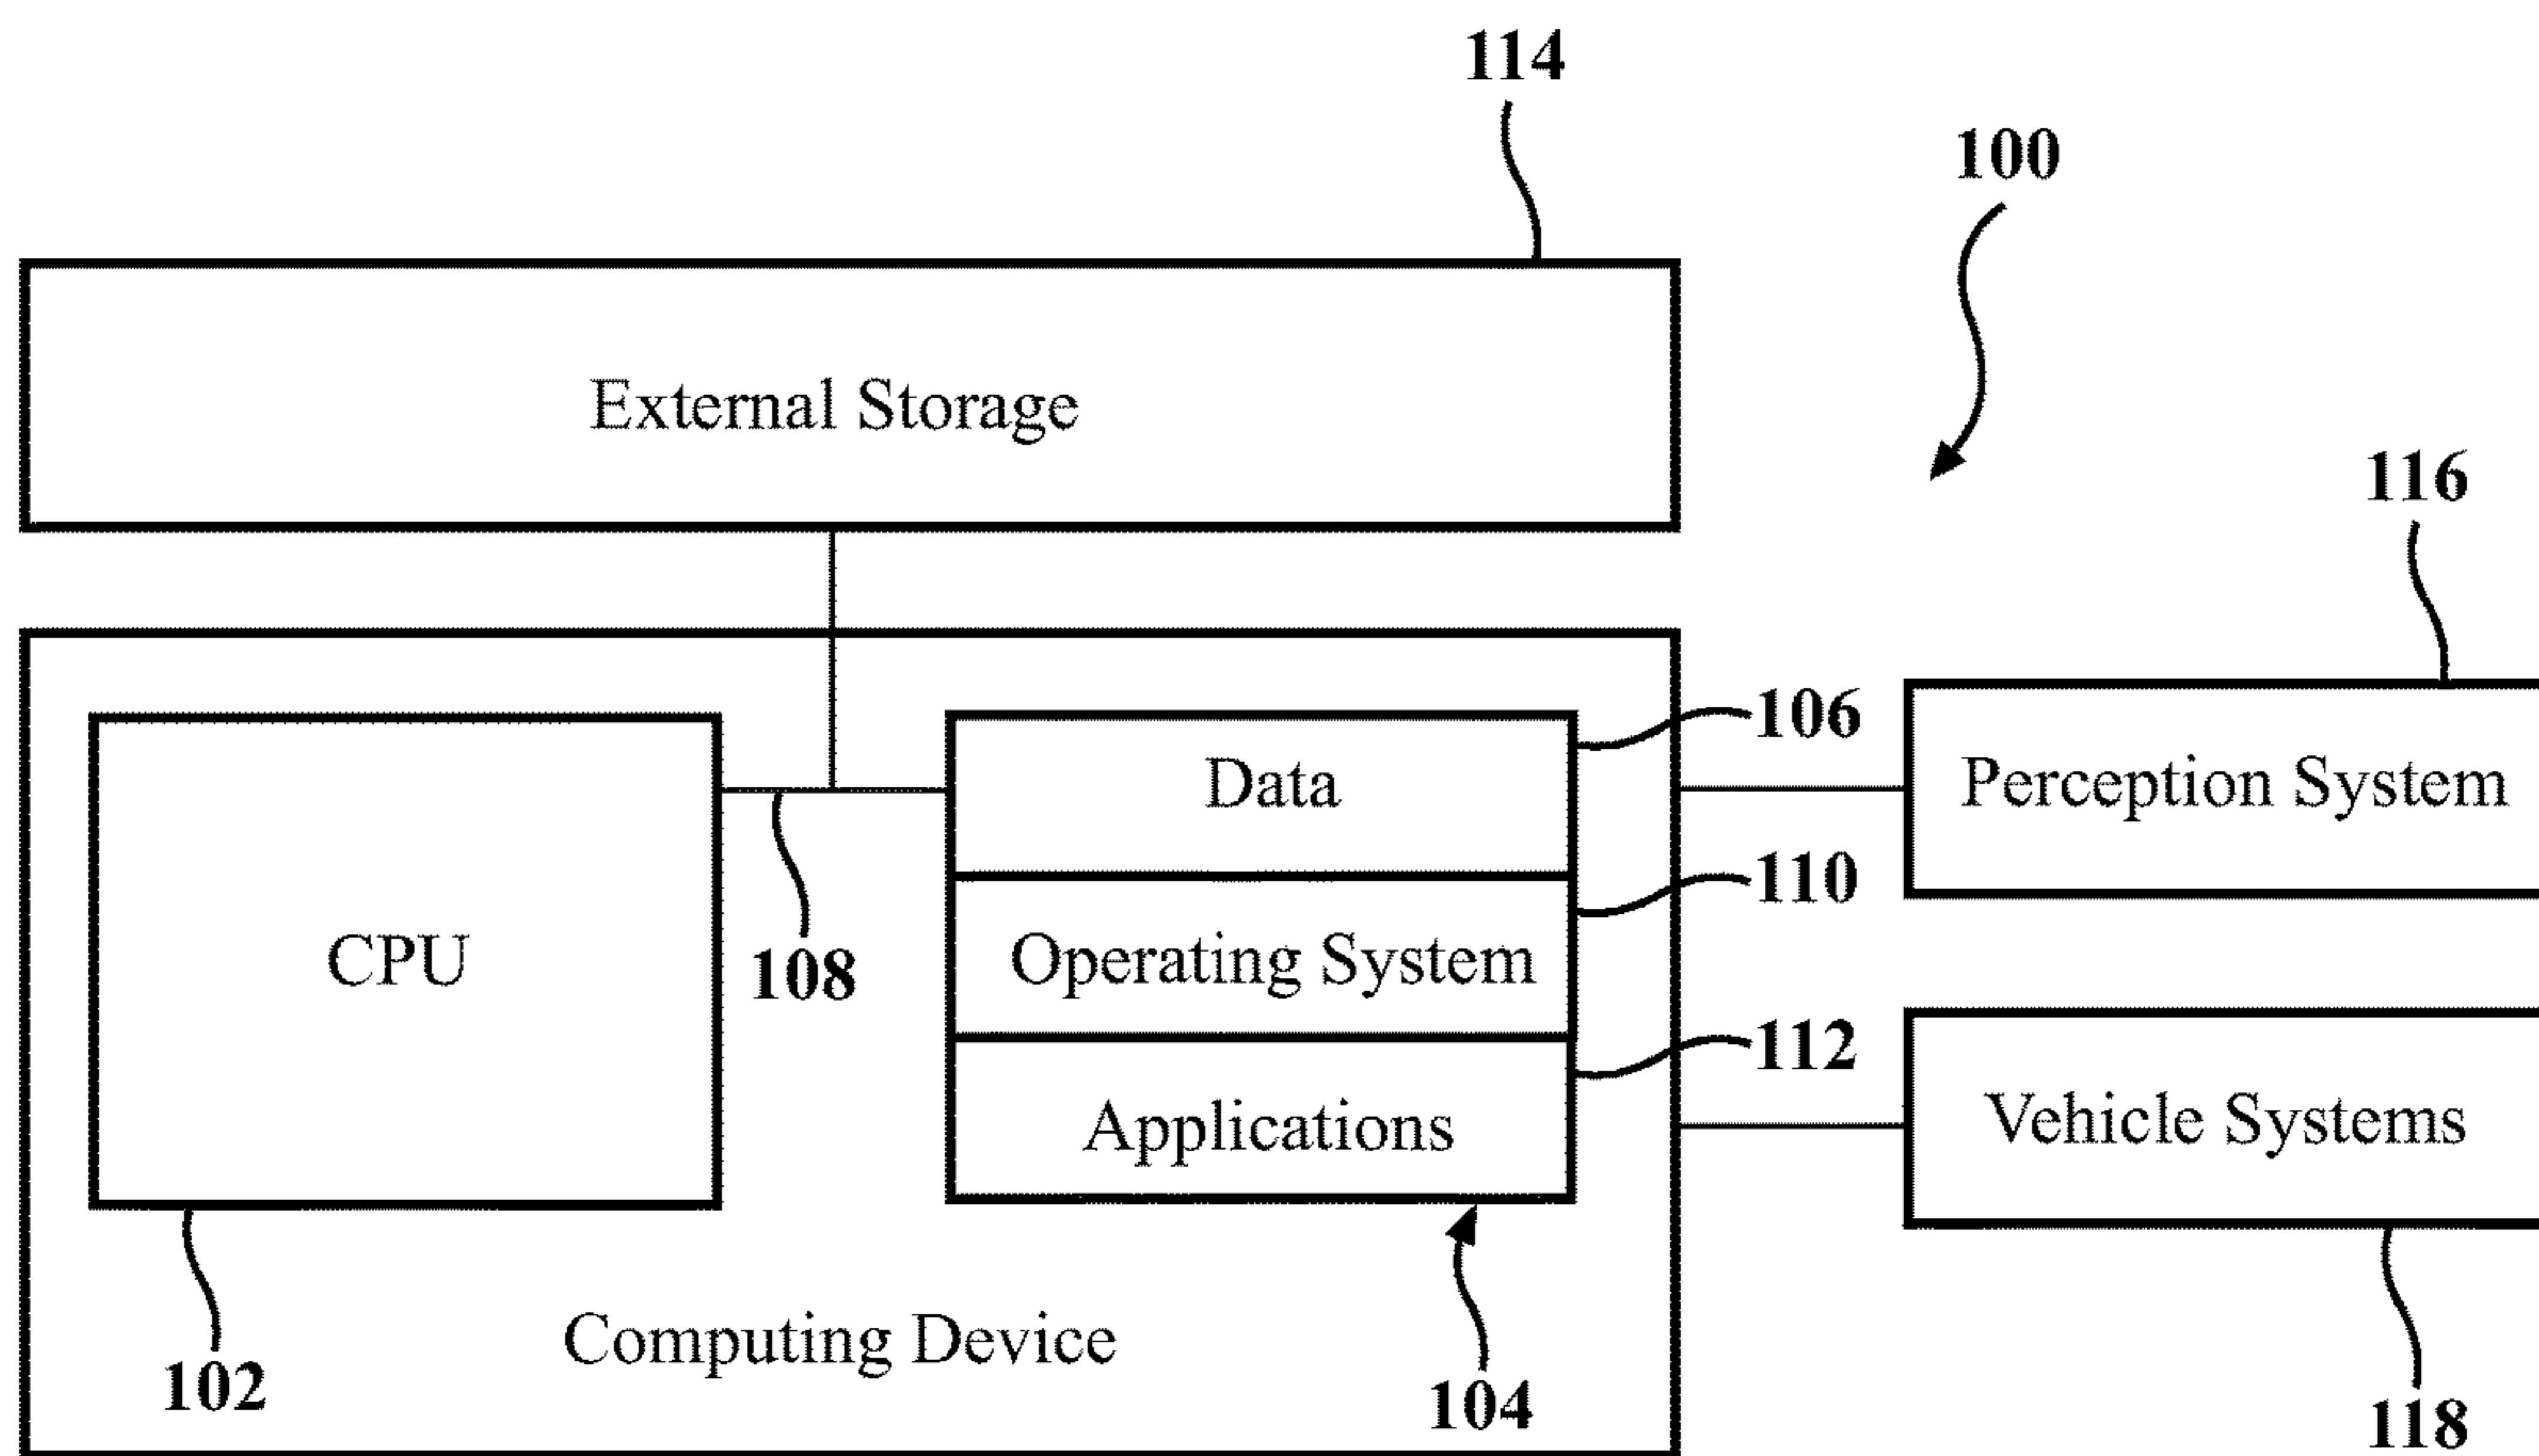 114
100
External Storage
116
106
Data
Perception System
110
CPU
Operating System
108
112
Applications
Vehicle Systems
Computing Device
102
104
118